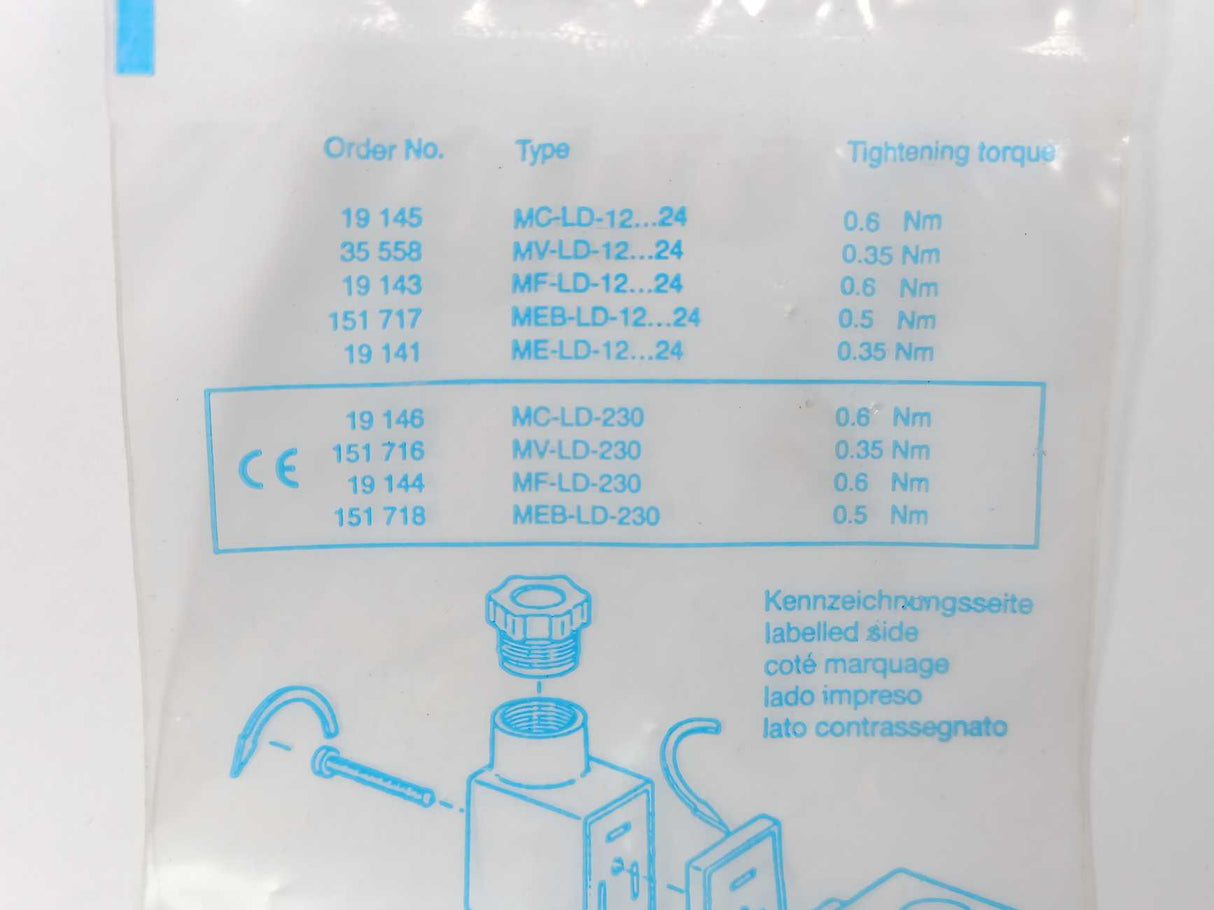 Order No. Type Tightening torque
19 145 MC-LD-12...24 0.6 Nm
35 558 MV-LD-12...24 0.35 Nm
19 143 MF-LD-12...24 0.6 Nm
151 717 MEB-LD-12...24 0.5 Nm
19 141 ME-LD-12...24 0.35 Nm
19 146 MC-LD-230 0.6 Nm
151 716 MV-LD-230 0.35 Nm
CE
19 144 MF-LD-230 0.6 Nm
151 718 MEB-LD-230 0.5 Nm
Kennzeichnungsseite
labelled side
coté marquage
lado impreso
lato contrassegnato